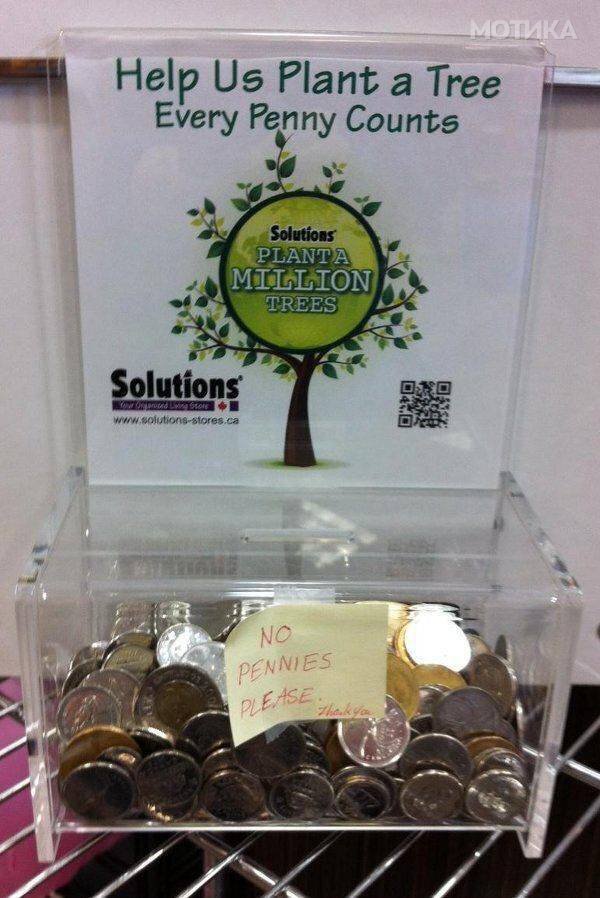 МОТИКА
Help Us Plant a Tree
Every Penny Counts
Solutions
PLANT A
MILLION
TREES
Solutions
Your Organized Living Store
www.solutions-stores.ca
NO
PENNIES
PLEASE.
Thank you